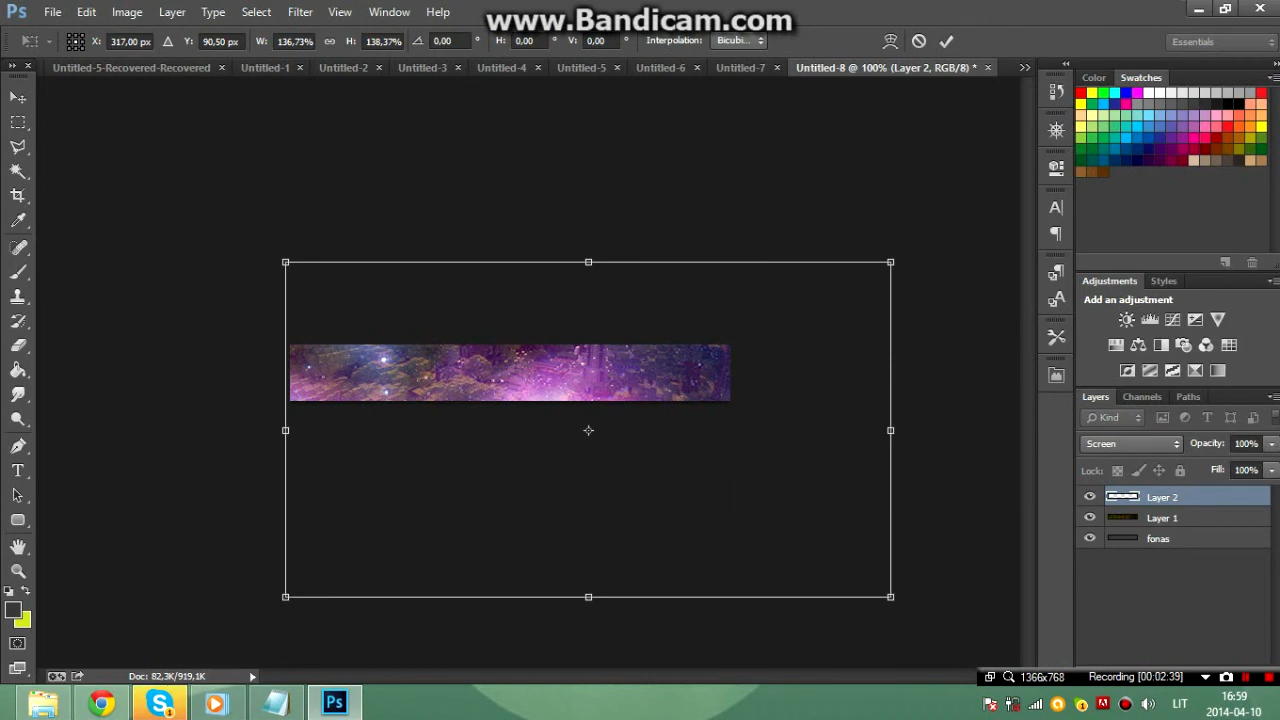 www.Bandicam.com
Ps File Edit Image Layer Type Select Filter View Window Help
X: 317,00 px Y: 90,50 px W: 136,73% H: 138,37% 0,00 ° H: 0,00 V: 0,00 ° Interpolation: Bicubi... Essentials
Untitled-5-Recovered-Recovered × Untitled-1 × Untitled-2 × Untitled-3 × Untitled-4 × Untitled-5 × Untitled-6 × Untitled-7 × Untitled-8 @ 100% (Layer 2, RGB/8) * ×
Color Swatches
Adjustments Styles
Add an adjustment
Layers Channels Paths
Kind
Screen Opacity: 100%
Lock: Fill: 100%
Layer 2
Layer 1
fonas
Doc: 82,3K/919,1K
1366x768 Recording [00:02:39]
Ps LIT 16:59
2014-04-10